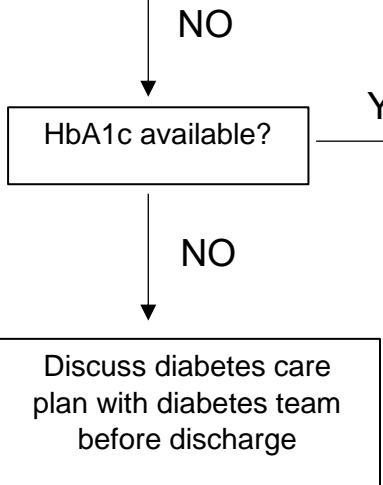 NO
HbA1c available?
Y
NO
Discuss diabetes care
plan with diabetes team
before discharge